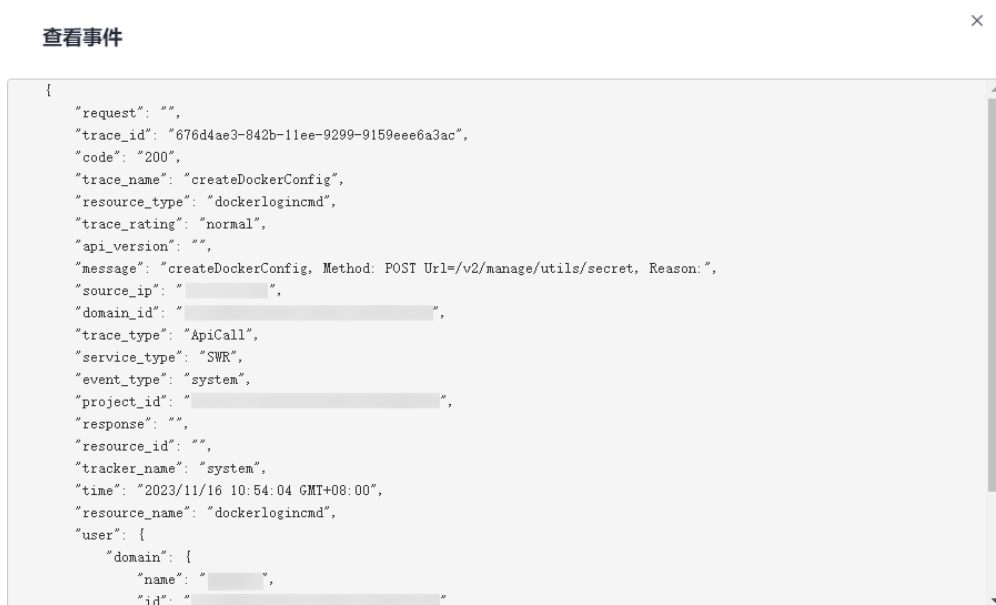 查看事件
{
"request": "",
"trace_id": "676d4ae3-842b-11ee-9299-9159eee6a3ac",
"code": "200",
"trace_name": "createDockerConfig",
"resource_type": "dockerlogincmd",
"trace_rating": "normal",
"api_version": "",
"message": "createDockerConfig, Method: POST Url=/v2/manage/utils/secret, Reason:",
"source_ip": "",
"domain_id": "",
"trace_type": "ApiCall",
"service_type": "SWR",
"event_type": "system",
"project_id": "",
"response": "",
"resource_id": "",
"tracker_name": "system",
"time": "2023/11/16 10:54:04 GMT+08:00",
"resource_name": "dockerlogincmd",
"user": {
"domain": {
"name": "",
"id": ""